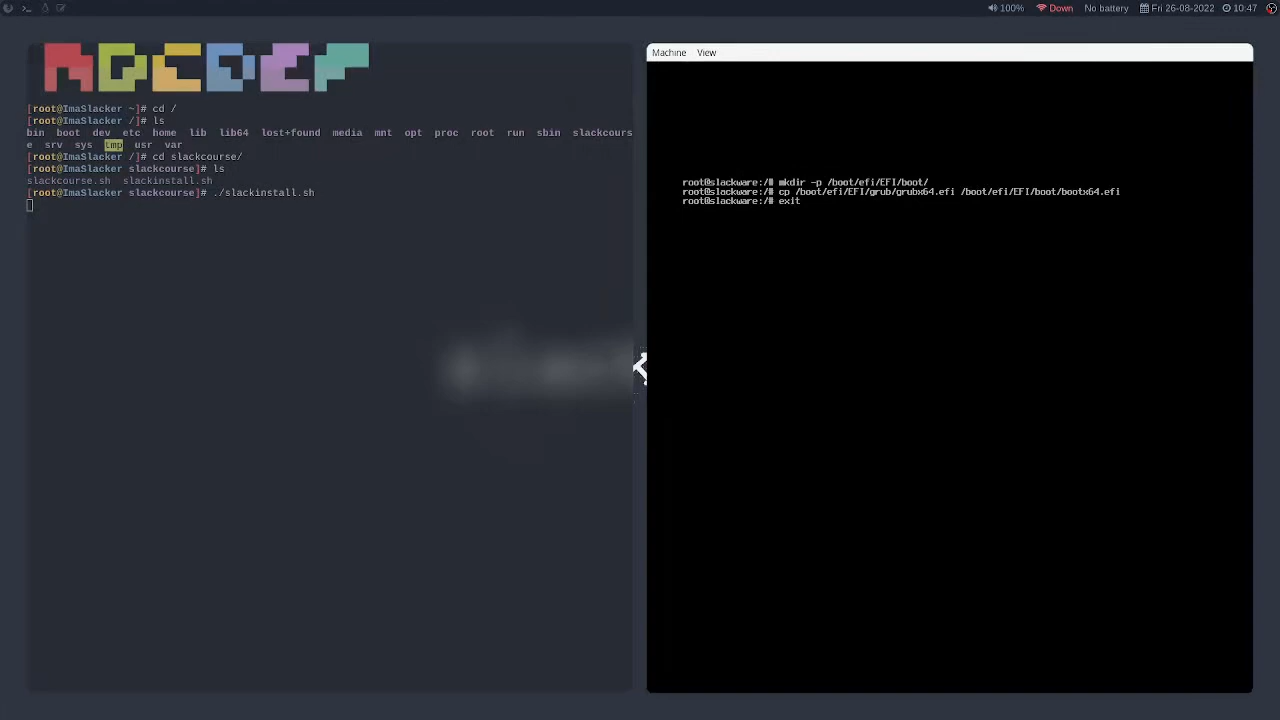 100% Down No battery Fri 26-08-2022 10:47
[root@ImaSlacker ~]# cd /
[root@ImaSlacker /]# ls
bin boot dev etc home lib lib64 lost+found media mnt opt proc root run sbin slackcours
e srv sys tmp usr var
[root@ImaSlacker /]# cd slackcourse/
[root@ImaSlacker slackcourse]# ls
slackcourse.sh slackinstall.sh
[root@ImaSlacker slackcourse]# ./slackinstall.sh
Machine View
root@slackware:/# mkdir -p /boot/efi/EFI/boot/
root@slackware:/# cp /boot/efi/EFI/grub/grubx64.efi /boot/efi/EFI/boot/bootx64.efi
root@slackware:/# exit